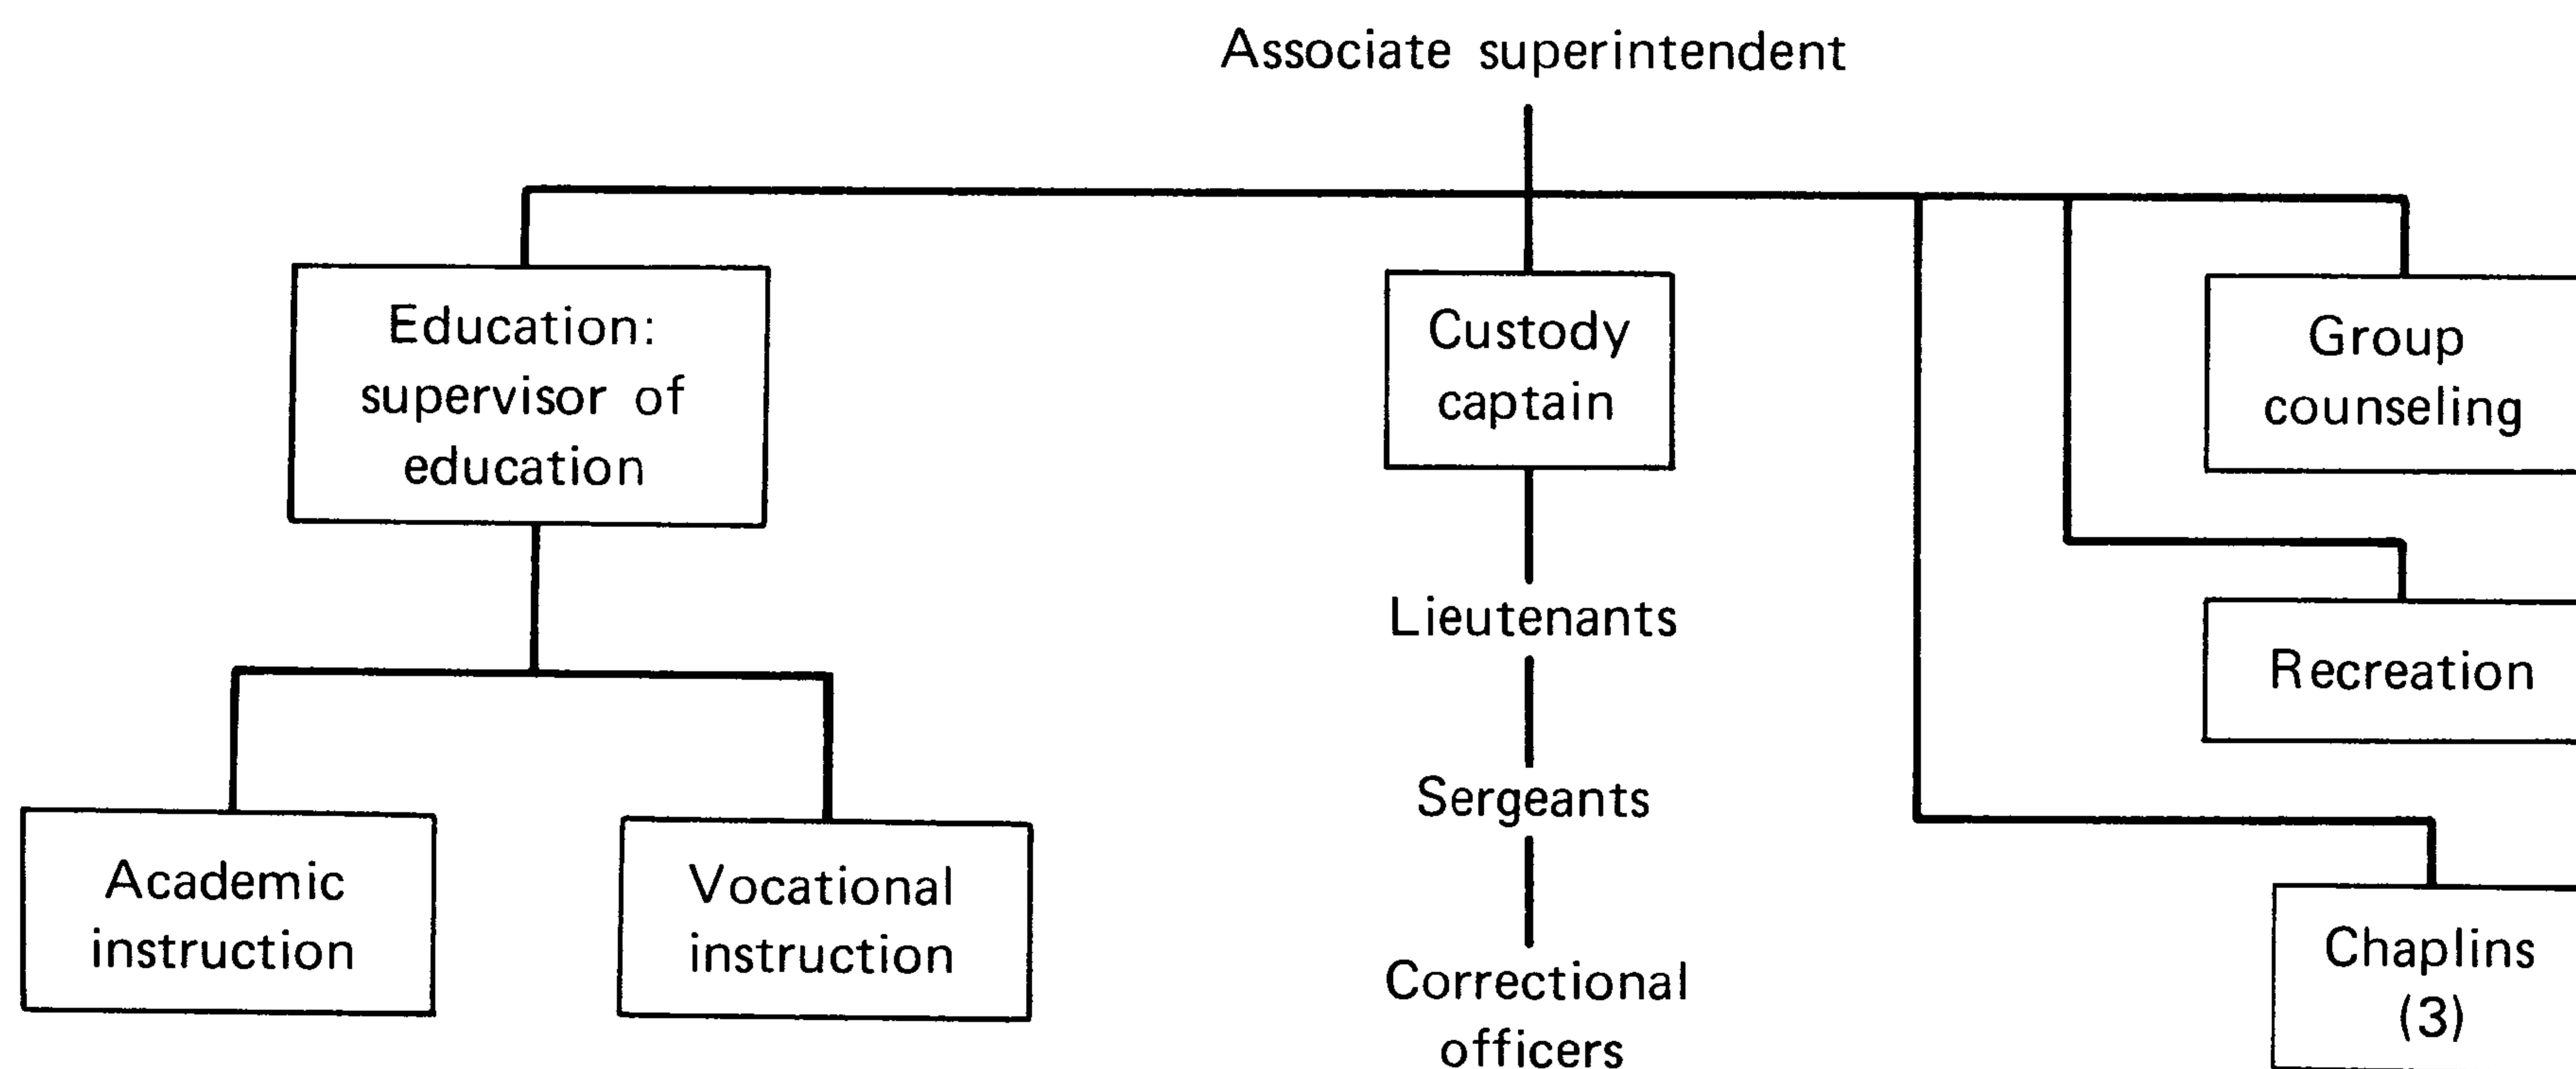 Associate superintendent
Education:
supervisor of
education
Custody
captain
Group
counseling
Lieutenants
Recreation
Sergeants
Academic
instruction
Vocational
instruction
Correctional
officers
Chaplins
(3)